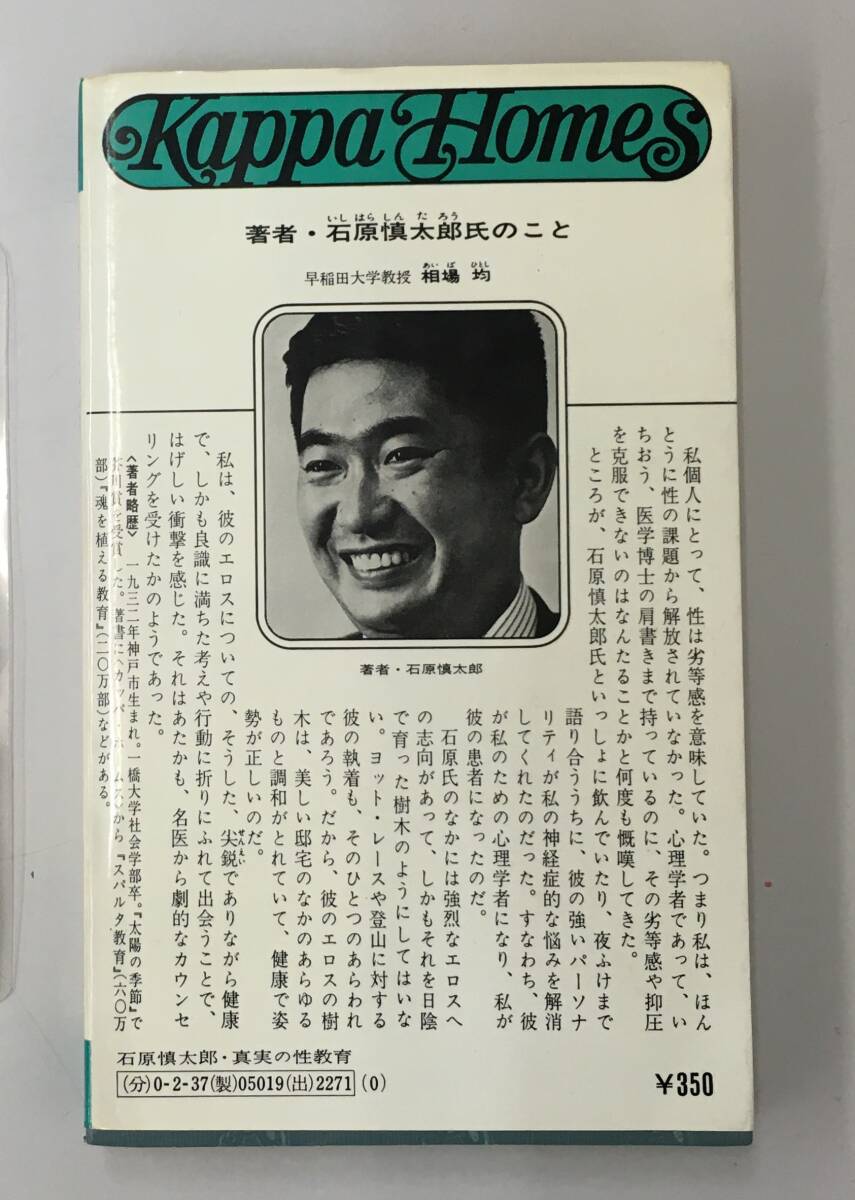 Kappa Homes
いしはらしんたろう
著者・石原慎太郎氏のこと
あいば ひとし
早稲田大学教授 相場 均
著者・石原慎太郎
私個人にとって、性は劣等感を意味していた。つまり私は、ほん
とうに性の課題から解放されていなかった。心理学者であって、い
ちおう、医学博士の肩書きまで持っているのに、その劣等感や抑圧
を克服できないのはなんたることかと何度も慨嘆してきた。
ところが、石原慎太郎氏といっしょに飲んでいたり、夜ふけまで
語り合ううちに、彼の強いパーソナ
リティが私の神経症的な悩みを解消
してくれたのだった。すなわち、彼
が私のための心理学者になり、私が
彼の患者になったのだ。
石原氏のなかには強烈なエロスへ
の志向があって、しかもそれを日陰
で育った樹木のようにしてはいな
い。ヨット・レースや登山に対する
彼の執着も、そのひとつのあらわれ
であろう。だから、彼のエロスの樹
木は、美しい邸宅のなかのあらゆる
ものと調和がとれていて、健康で姿
勢が正しいのだ。
私は、彼のエロスについての、そうした、尖鋭でありながら健康
せんえい
で、しかも良識に満ちた考えや行動に折りにふれて出会うことで、
はげしい衝撃を感じた。それはあたかも、名医から劇的なカウンセ
リングを受けたかのようであった。
〈著者略歴〉 一九三二年神戸市生まれ。一橋大学社会学部卒。『太陽の季節』で
芥川賞を受賞した。著書にヘカッパ・ホームス〉から『スパルタ教育』(六〇万
部)『魂を植える教育』(二〇万部)などがある。
石原慎太郎・真実の性教育
(分)0-2-37(製)05019(出)2271 (0)
¥350